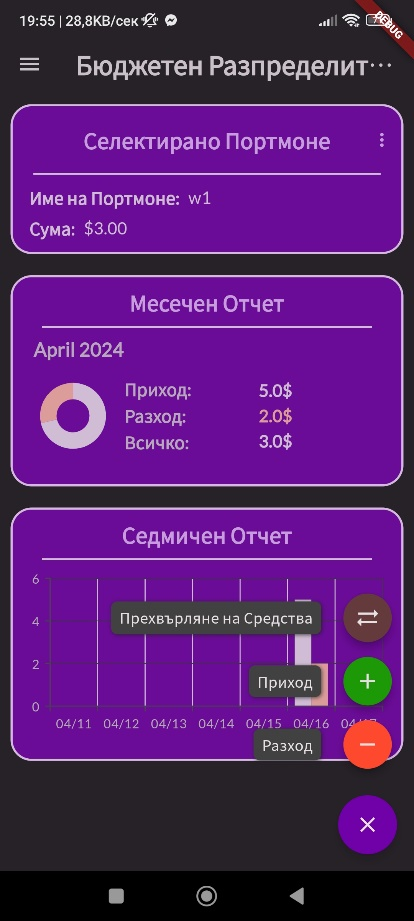 19:55 | 28,8KB/сек
DEBUG
Бюджетен Разпределит...
Селектирано Портмоне
Име на Портмоне: w1
Сума: $3.00
Месечен Отчет
April 2024
Приход: 5.0$
Разход: 2.0$
Всичко: 3.0$
Седмичен Отчет
6
Прехвърляне на Средства
4
Приход
2
0
04/11 04/12 04/13 04/14 04/15 04/16
Разход